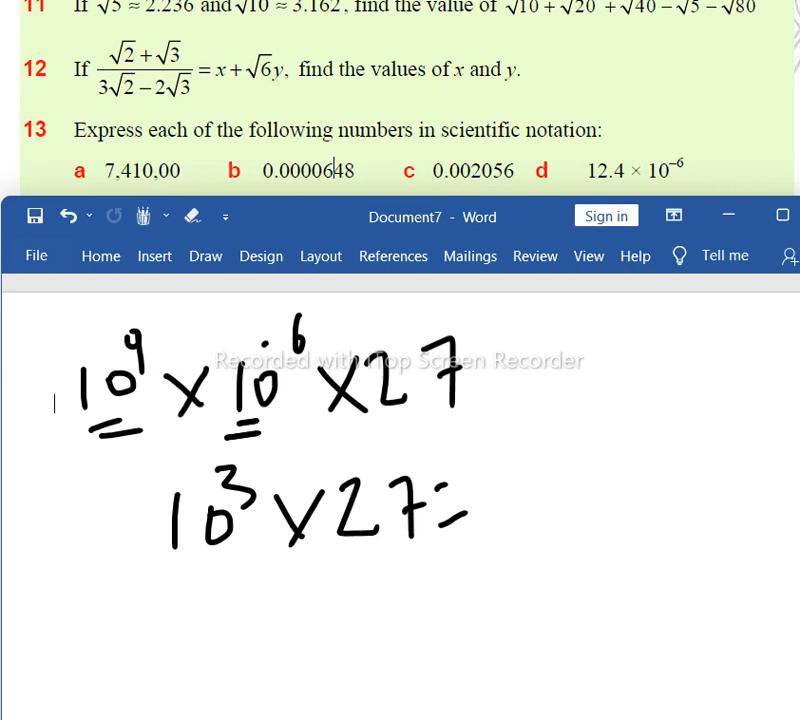 11 If √5 ≈ 2.236 and √10 ≈ 3.162, find the value of √10 + √20 + √40 − √5 − √80
12 If (√2 + √3)/(3√2 − 2√3) = x + √6y, find the values of x and y.
13 Express each of the following numbers in scientific notation:
a 7,410,00 b 0.0000648 c 0.002056 d 12.4 × 10⁻⁶
Document7 - Word Sign in
File Home Insert Draw Design Layout References Mailings Review View Help Tell me
Recorded with iTop Screen Recorder
10⁹ × 10⁻⁶ × 27
10³ × 27 =